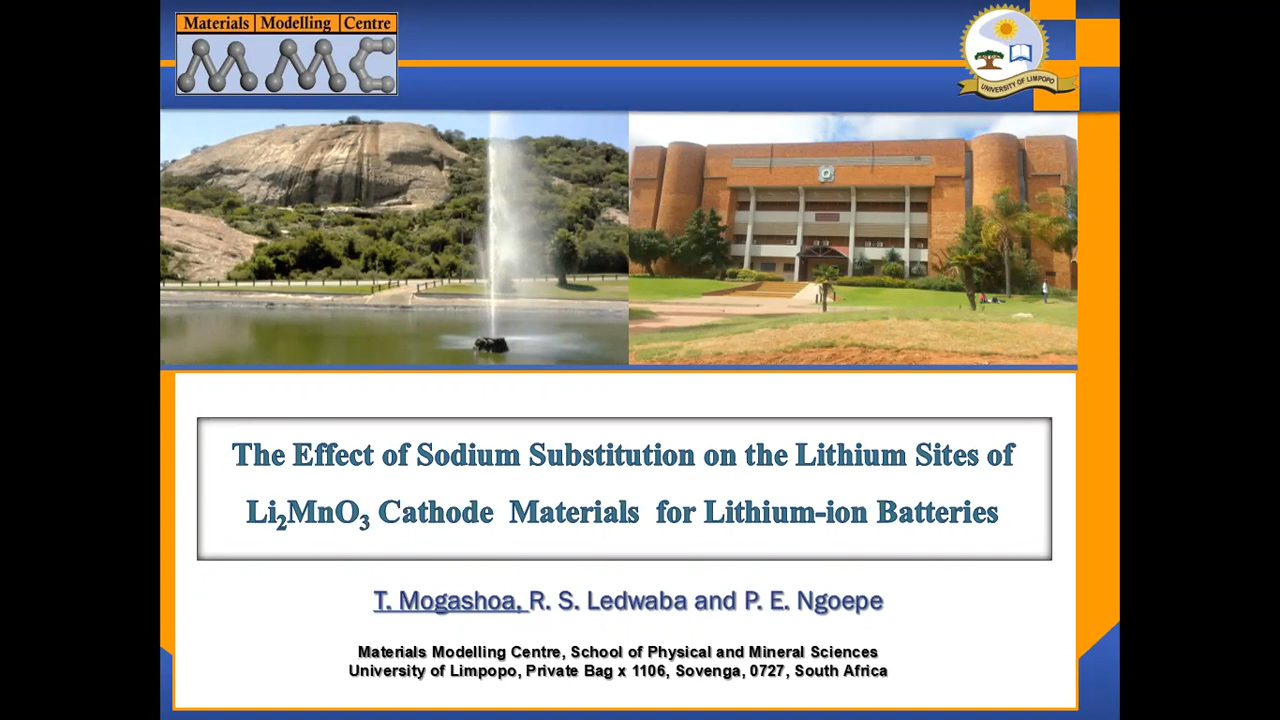 Materials | Modelling | Centre
MMC
UNIVERSITY OF LIMPOPO
The Effect of Sodium Substitution on the Lithium Sites of
Li₂MnO₃ Cathode Materials for Lithium-ion Batteries
T. Mogashoa, R. S. Ledwaba and P. E. Ngoepe
Materials Modelling Centre, School of Physical and Mineral Sciences
University of Limpopo, Private Bag x 1106, Sovenga, 0727, South Africa